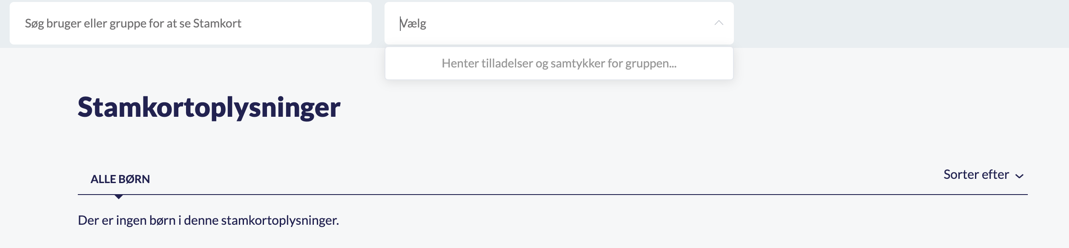 Søg bruger eller gruppe for at se Stamkort
Vælg
Henter tilladelser og samtykker for gruppen...
Stamkortoplysninger
ALLE BØRN
Sorter efter
Der er ingen børn i denne stamkortoplysninger.